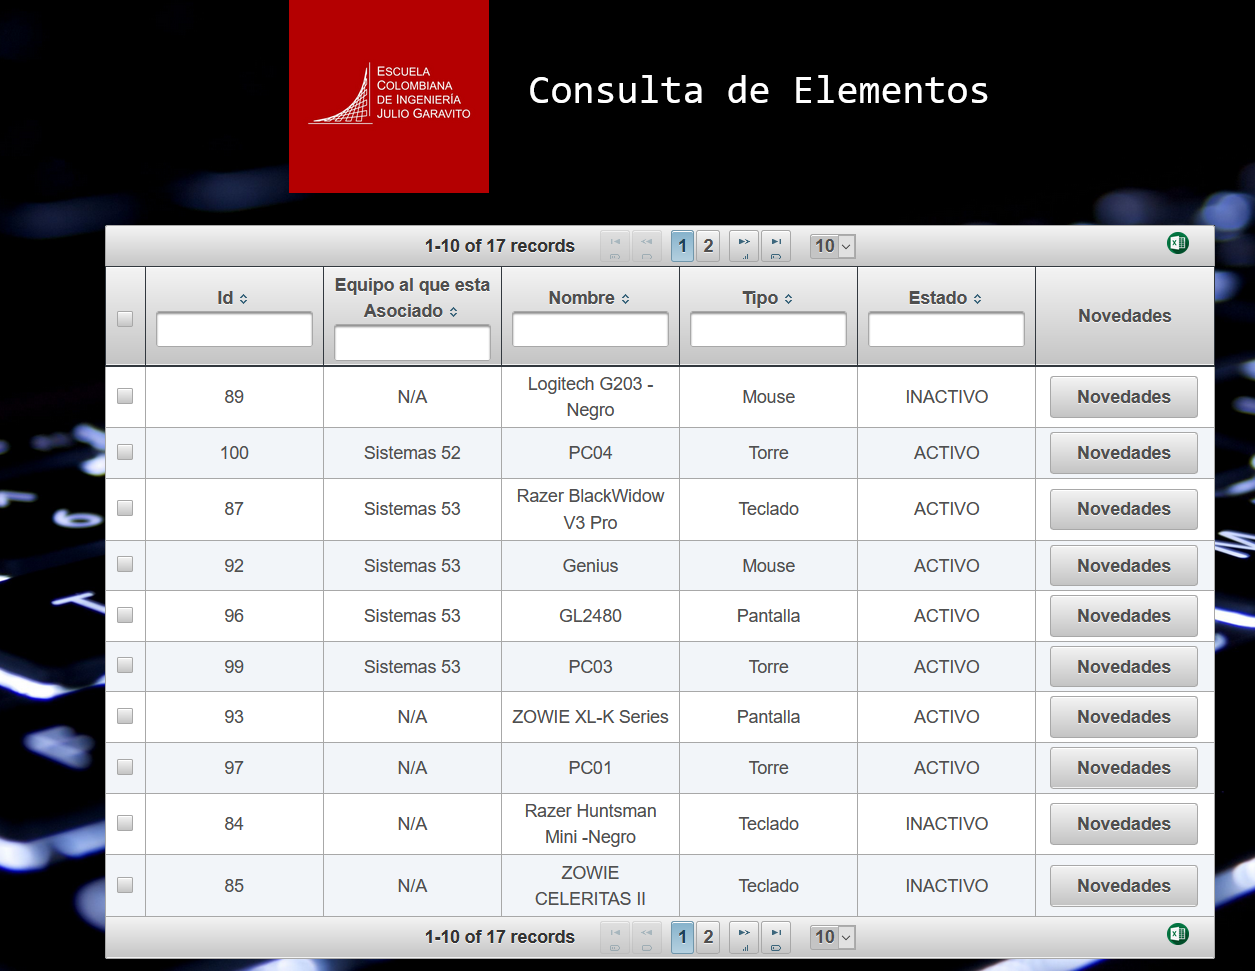 ESCUELA
COLOMBIANA
DE INGENIERÍA
JULIO GARAVITO
Consulta de Elementos
1-10 of 17 records 1 2 10
Id Equipo al que esta Asociado Nombre Tipo Estado Novedades
89 N/A Logitech G203 - Negro Mouse INACTIVO Novedades
100 Sistemas 52 PC04 Torre ACTIVO Novedades
87 Sistemas 53 Razer BlackWidow V3 Pro Teclado ACTIVO Novedades
92 Sistemas 53 Genius Mouse ACTIVO Novedades
96 Sistemas 53 GL2480 Pantalla ACTIVO Novedades
99 Sistemas 53 PC03 Torre ACTIVO Novedades
93 N/A ZOWIE XL-K Series Pantalla ACTIVO Novedades
97 N/A PC01 Torre ACTIVO Novedades
84 N/A Razer Huntsman Mini -Negro Teclado INACTIVO Novedades
85 N/A ZOWIE CELERITAS II Teclado INACTIVO Novedades
1-10 of 17 records 1 2 10